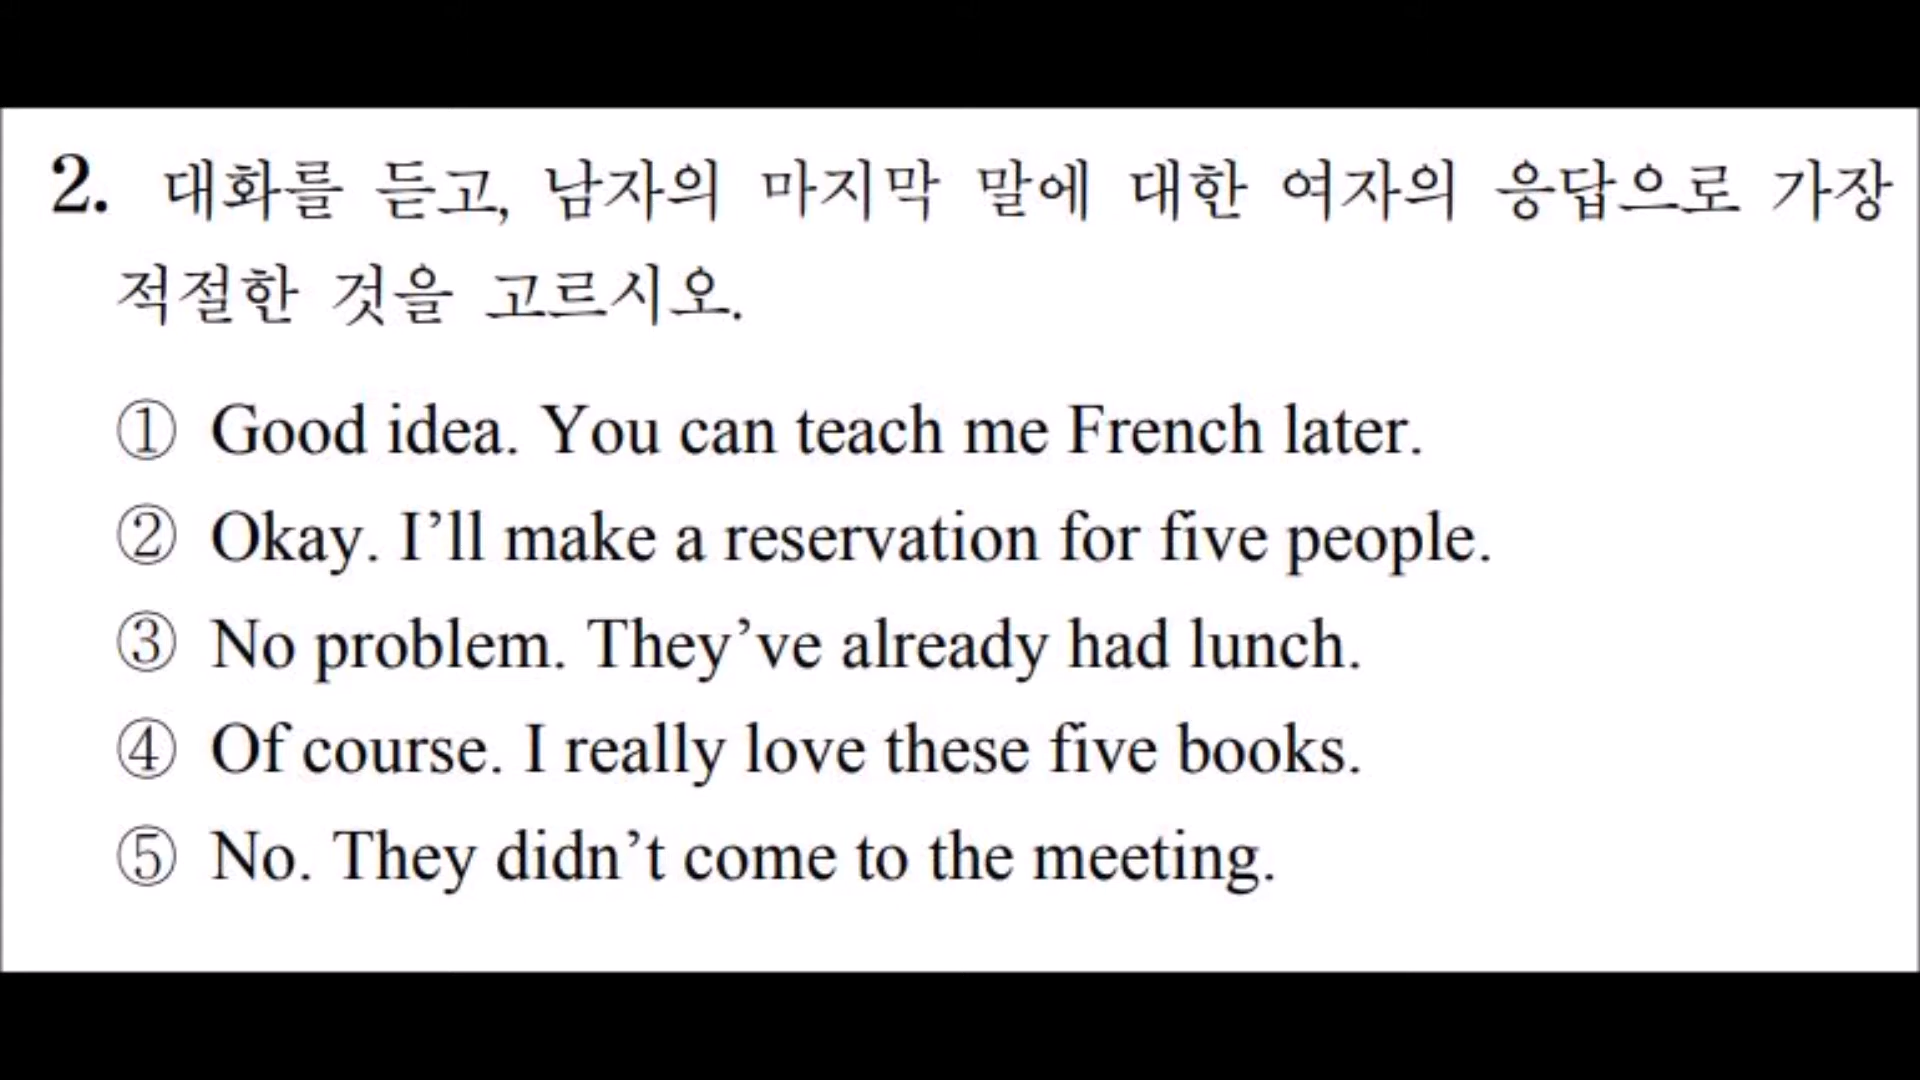 2. 대화를 듣고, 남자의 마지막 말에 대한 여자의 응답으로 가장
적절한 것을 고르시오.
① Good idea. You can teach me French later.
② Okay. I’ll make a reservation for five people.
③ No problem. They’ve already had lunch.
④ Of course. I really love these five books.
⑤ No. They didn’t come to the meeting.